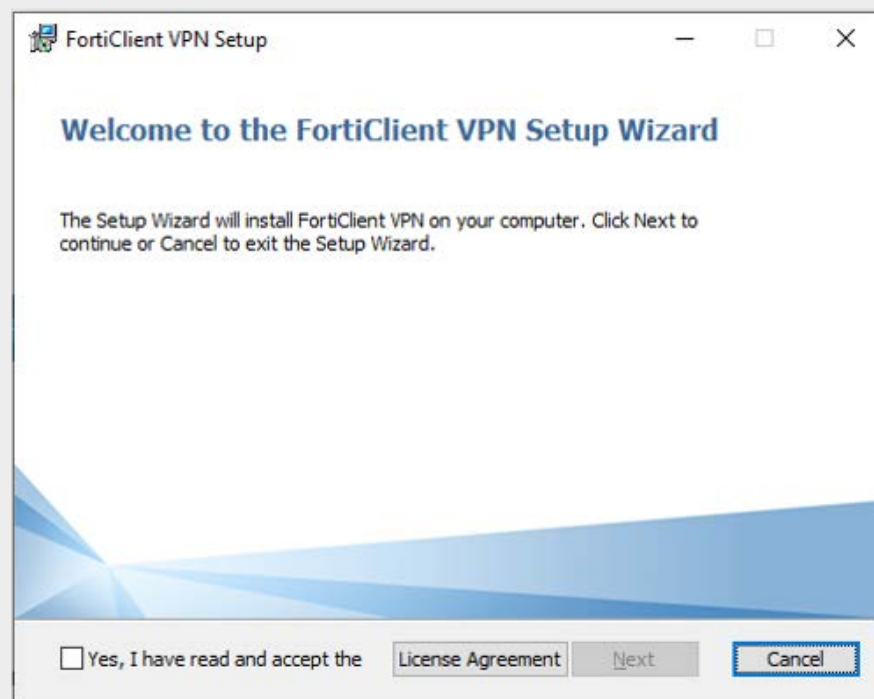 FortiClient VPN Setup
Welcome to the FortiClient VPN Setup Wizard
The Setup Wizard will install FortiClient VPN on your computer. Click Next to
continue or Cancel to exit the Setup Wizard.
Yes, I have read and accept the License Agreement Next Cancel